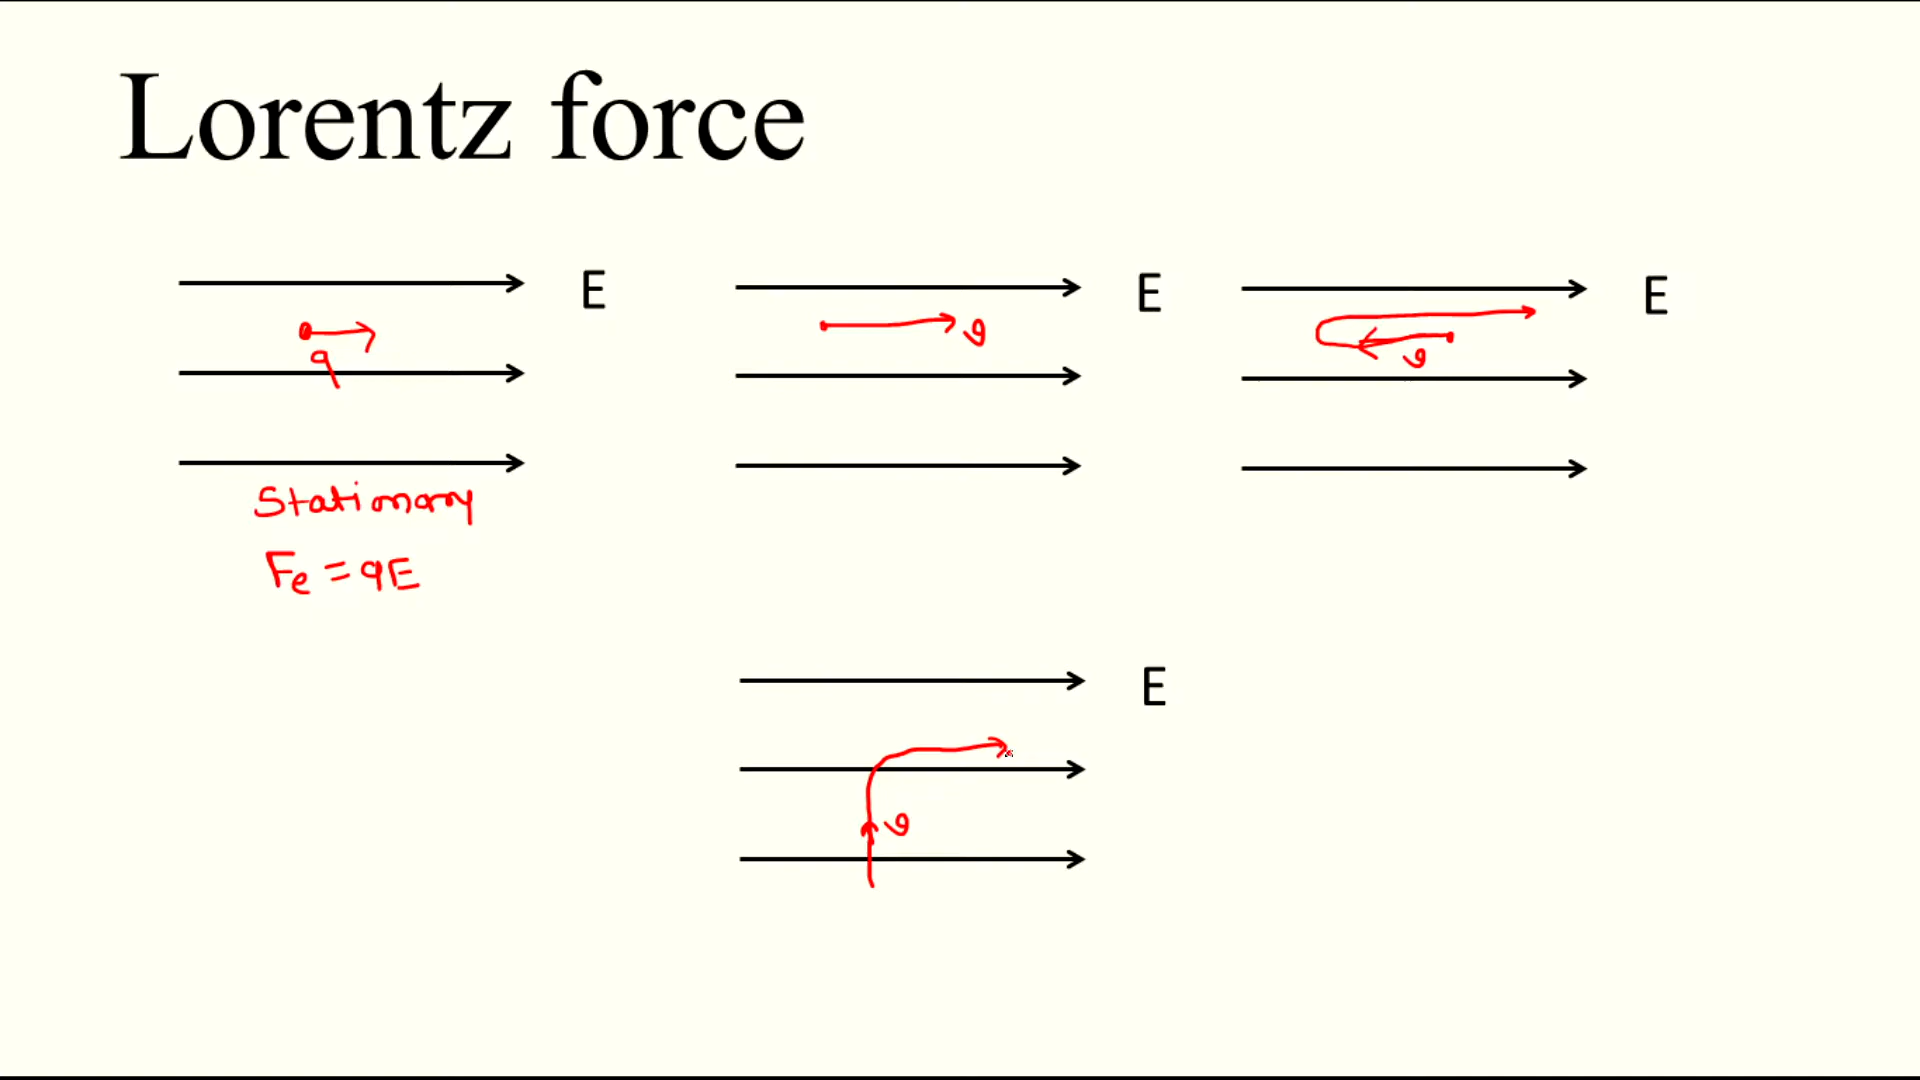 Lorentz force
E
E
E
q
v
v
Stationary
Fe = qE
E
v